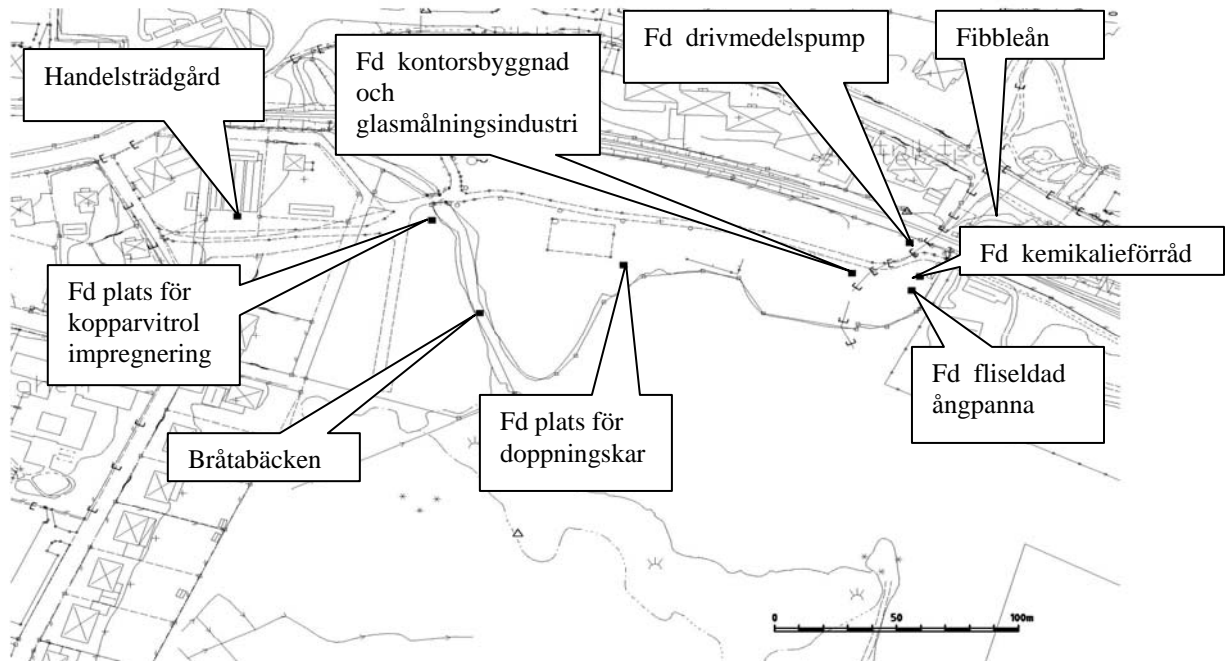 Handelsträdgård
Fd kontorsbyggnad
och
glasmålningsindustri
Fd drivmedelspump
Fibbleån
Fd kemikalieförråd
Fd plats för
kopparvitrol
impregnering
Fd fliseldad
ångpanna
Fd plats för
doppningskar
Bråtabäcken
0
50
100m